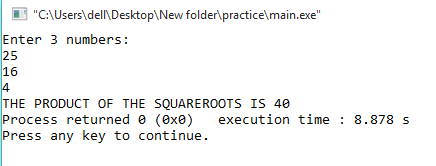 "C:\Users\dell\Desktop\New folder\practice\main.exe"
Enter 3 numbers:
25
16
4
THE PRODUCT OF THE SQUAREROOTS IS 40
Process returned 0 (0x0)   execution time : 8.878 s
Press any key to continue.